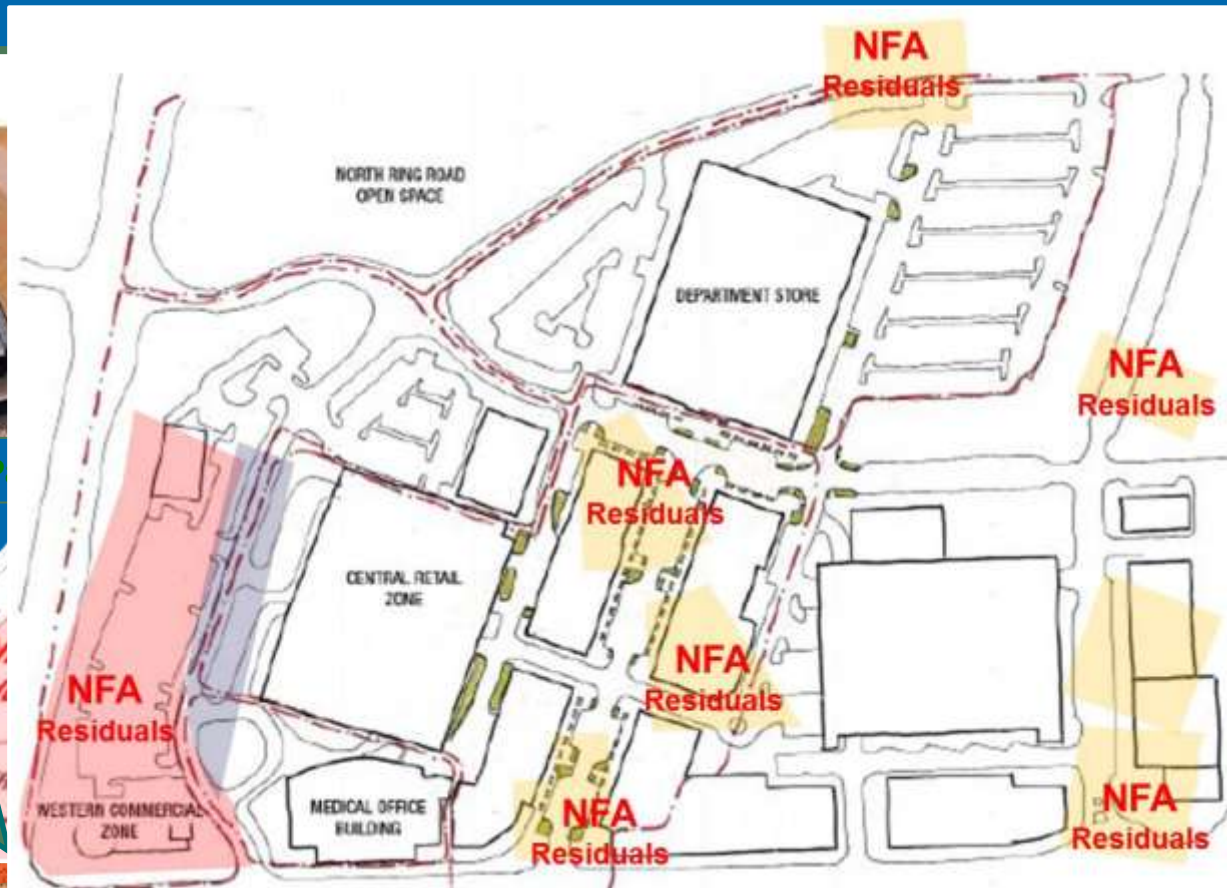 NFA
Residuals
NORTH RING ROAD
OPEN SPACE
DEPARTMENT STORE
NFA
Residuals
NFA
Residuals
CENTRAL RETAIL
ZONE
NFA
Residuals
NFA
Residuals
WESTERN COMMERCIAL
ZONE
MEDICAL OFFICE
BUILDING
NFA
Residuals
NFA
Residuals